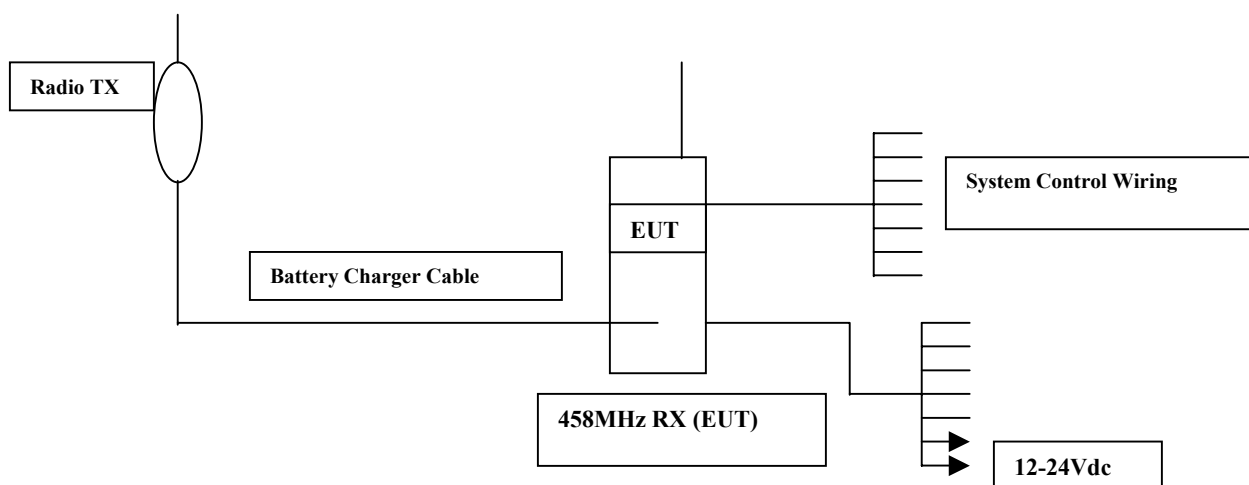 Radio TX
System Control Wiring
EUT
Battery Charger Cable
458MHz RX (EUT)
12-24Vdc